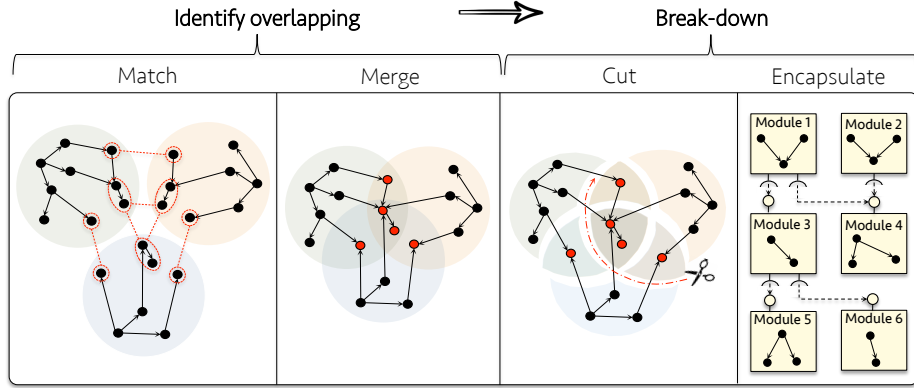 Identify overlapping
Break-down
Match
Merge
Cut
Encapsulate
Module 1
Module 2
Module 3
Module 4
Module 5
Module 6